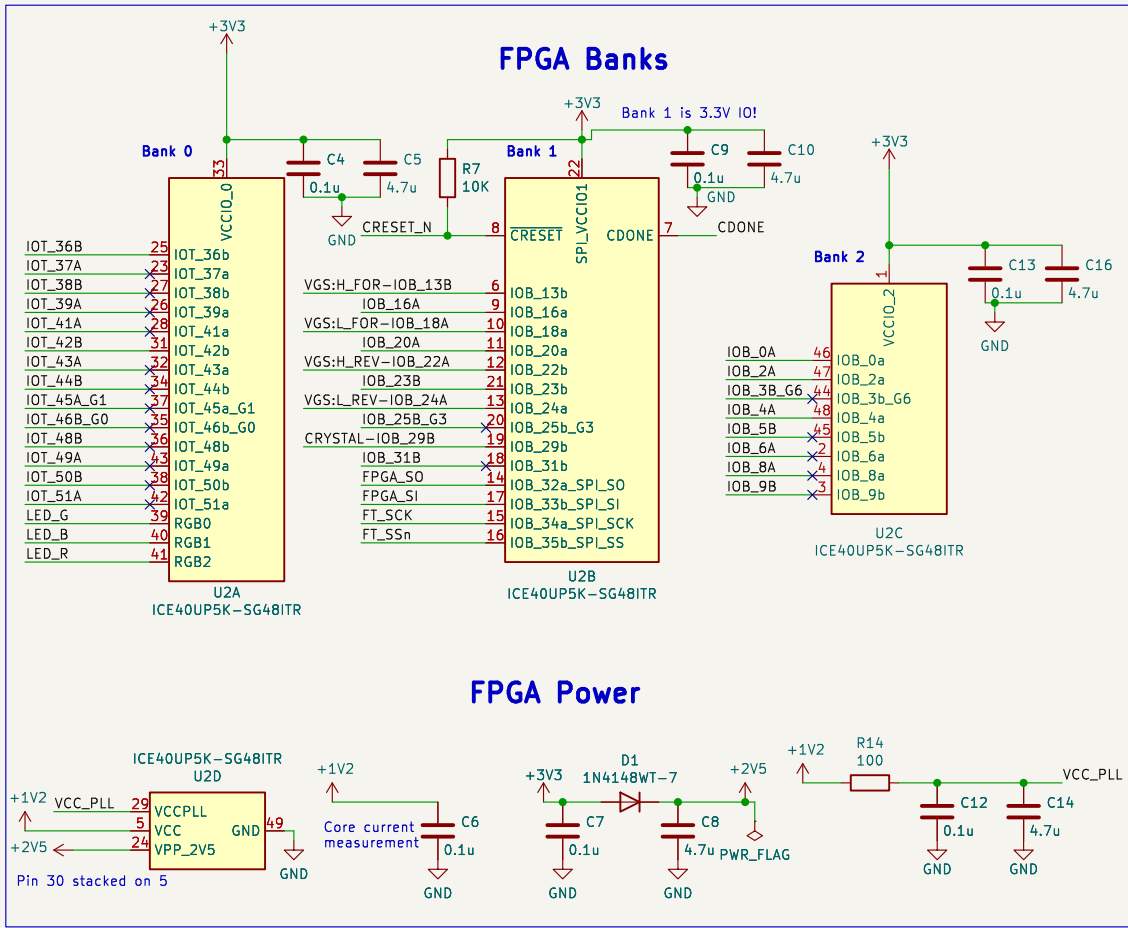 FPGA Banks
+3V3
Bank 0
33
VCCIO_0
C4
0.1u
C5
4.7u
GND
IOT_36B 25 IOT_36b
IOT_37A 23 IOT_37a
IOT_38B 27 IOT_38b
IOT_39A 26 IOT_39a
IOT_41A 28 IOT_41a
IOT_42B 31 IOT_42b
IOT_43A 32 IOT_43a
IOT_44B 34 IOT_44b
IOT_45A_G1 37 IOT_45a_G1
IOT_46B_G0 35 IOT_46b_G0
IOT_48B 36 IOT_48b
IOT_49A 43 IOT_49a
IOT_50B 38 IOT_50b
IOT_51A 42 IOT_51a
LED_G 39 RGB0
LED_B 40 RGB1
LED_R 41 RGB2
U2A
ICE40UP5K-SG48ITR
+3V3
Bank 1 is 3.3V IO!
Bank 1
22
SPI_VCCIO1
R7
10K
C9
0.1u
C10
4.7u
GND
CRESET_N 8 CRESET
CDONE 7 CDONE
VGS:H_FOR-IOB_13B 6 IOB_13b
IOB_16A 9 IOB_16a
VGS:L_FOR-IOB_18A 10 IOB_18a
IOB_20A 11 IOB_20a
VGS:H_REV-IOB_22A 12 IOB_22b
IOB_23B 21 IOB_23b
VGS:L_REV-IOB_24A 13 IOB_24a
IOB_25B_G3 20 IOB_25b_G3
CRYSTAL-IOB_29B 19 IOB_29b
IOB_31B 18 IOB_31b
FPGA_SO 14 IOB_32a_SPI_SO
FPGA_SI 17 IOB_33b_SPI_SI
FT_SCK 15 IOB_34a_SPI_SCK
FT_SSn 16 IOB_35b_SPI_SS
U2B
ICE40UP5K-SG48ITR
+3V3
Bank 2
1
VCCIO_2
C13
0.1u
C16
4.7u
GND
IOB_0A 46 IOB_0a
IOB_2A 47 IOB_2a
IOB_3B_G6 44 IOB_3b_G6
IOB_4A 48 IOB_4a
IOB_5B 45 IOB_5b
IOB_6A 2 IOB_6a
IOB_8A 4 IOB_8a
IOB_9B 3 IOB_9b
U2C
ICE40UP5K-SG48ITR
FPGA Power
ICE40UP5K-SG48ITR
U2D
+1V2
VCC_PLL 29 VCCPLL
5 VCC
GND 49
+2V5 24 VPP_2V5
GND
Pin 30 stacked on 5
+1V2
Core current
measurement
C6
0.1u
GND
D1
1N4148WT-7
+3V3
+2V5
C7
0.1u
GND
C8
4.7u
GND
PWR_FLAG
+1V2
R14
100
VCC_PLL
C12
0.1u
GND
C14
4.7u
GND